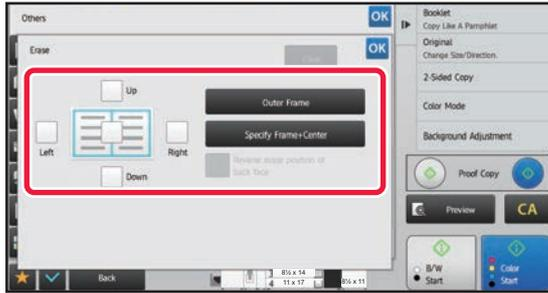 Others
OK
Erase
OK
Clear
Up
Left
Right
Down
Outer Frame
Specify Frame+Center
Reverse erase position of
back face
Back
8½ x 14
4 11 x 17
8½ x 11
Booklet
Copy Like A Pamphlet
Original
Change Size/Direction.
2-Sided Copy
Color Mode
Background Adjustment
Proof Copy
Preview
CA
B/W
Start
Color
Start